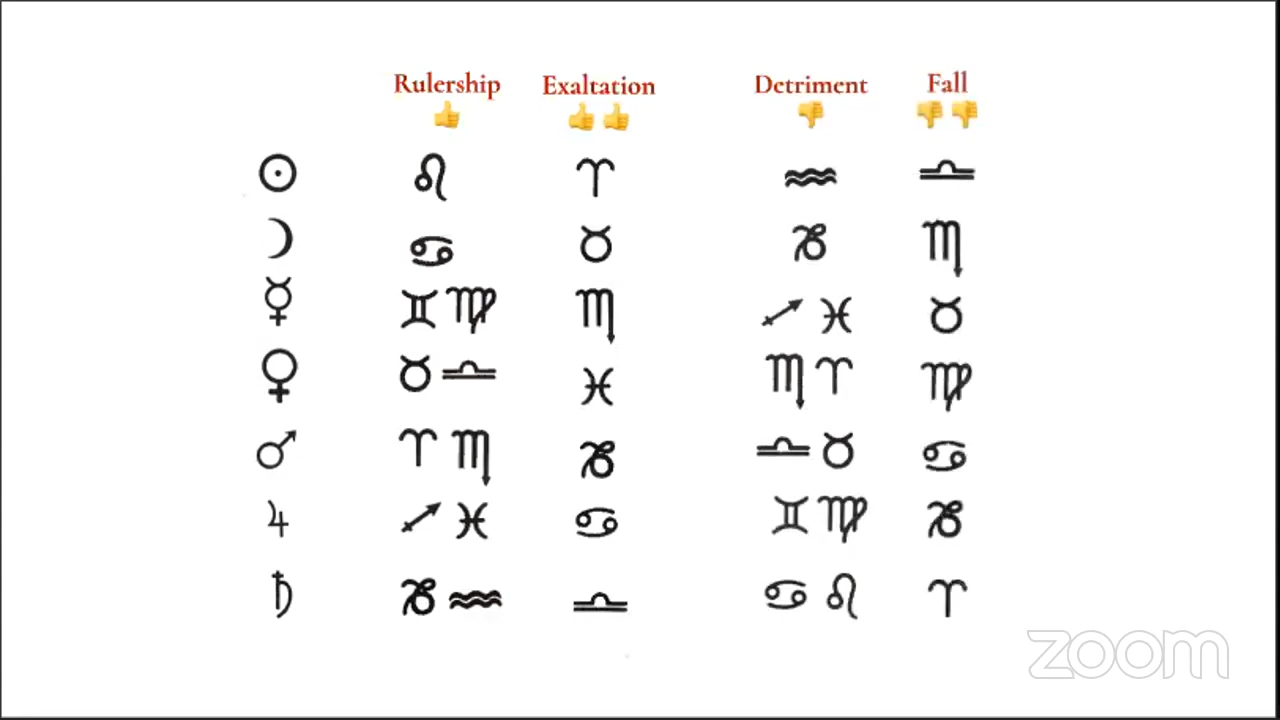 Rulership Exaltation Detriment Fall
👍 👍👍 👎 👎👎
☉ ♌ ♈ ♒ ♎
☽ ♋ ♉ ♑ ♏
☿ ♊ ♍ ♏ ♐ ♓ ♉
♀ ♉ ♎ ♓ ♏ ♈ ♍
♂ ♈ ♏ ♑ ♎ ♉ ♋
♃ ♐ ♓ ♋ ♊ ♍ ♑
♄ ♑ ♒ ♎ ♋ ♌ ♈
zoom